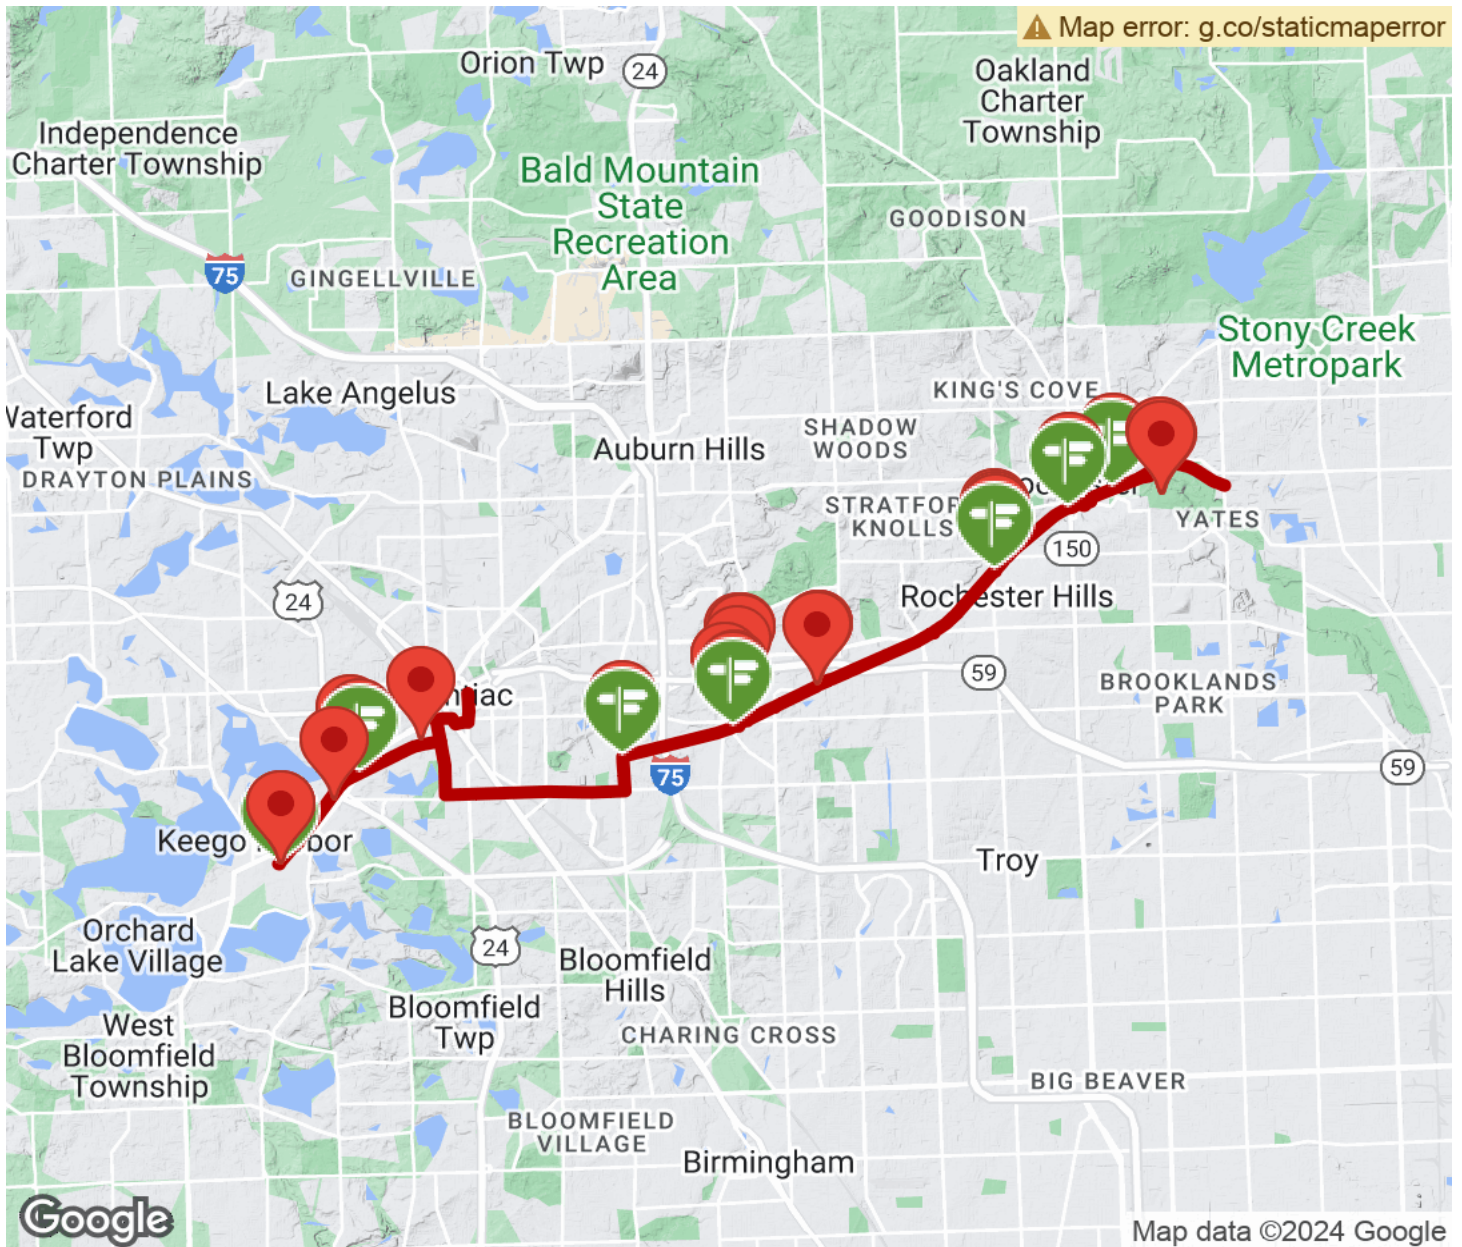 Map error: g.co/staticmaperror
Orion Twp
24
Oakland
Charter
Township
Independence
Charter Township
Bald Mountain
State
Recreation
Area
GOODISON
75
GINGELLVILLE
Stony Creek
Metropark
Lake Angelus
KING'S COVE
Waterford
Twp
SHADOW
WOODS
Auburn Hills
DRAYTON PLAINS
STRATFOR
KNOLLS
YATES
150
24
Rochester Hills
59
BROOKLANDS
PARK
75
59
Keego
Troy
Orchard
Lake Village
24
Bloomfield
Hills
Bloomfield
Twp
West
Bloomfield
Township
CHARING CROSS
BIG BEAVER
BLOOMFIELD
VILLAGE
Birmingham
Google
Map data ©2024 Google